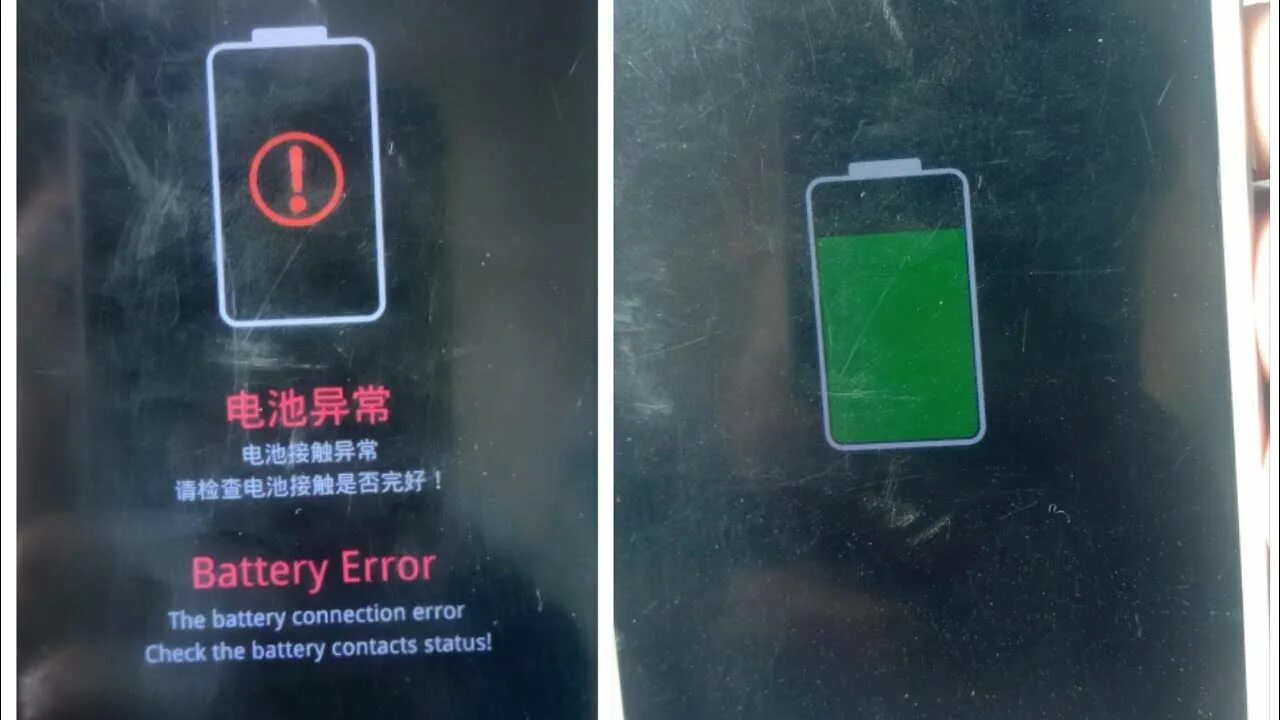 电池异常
电池接触异常
请检查电池接触是否完好！
Battery Error
The battery connection error
Check the battery contacts status!